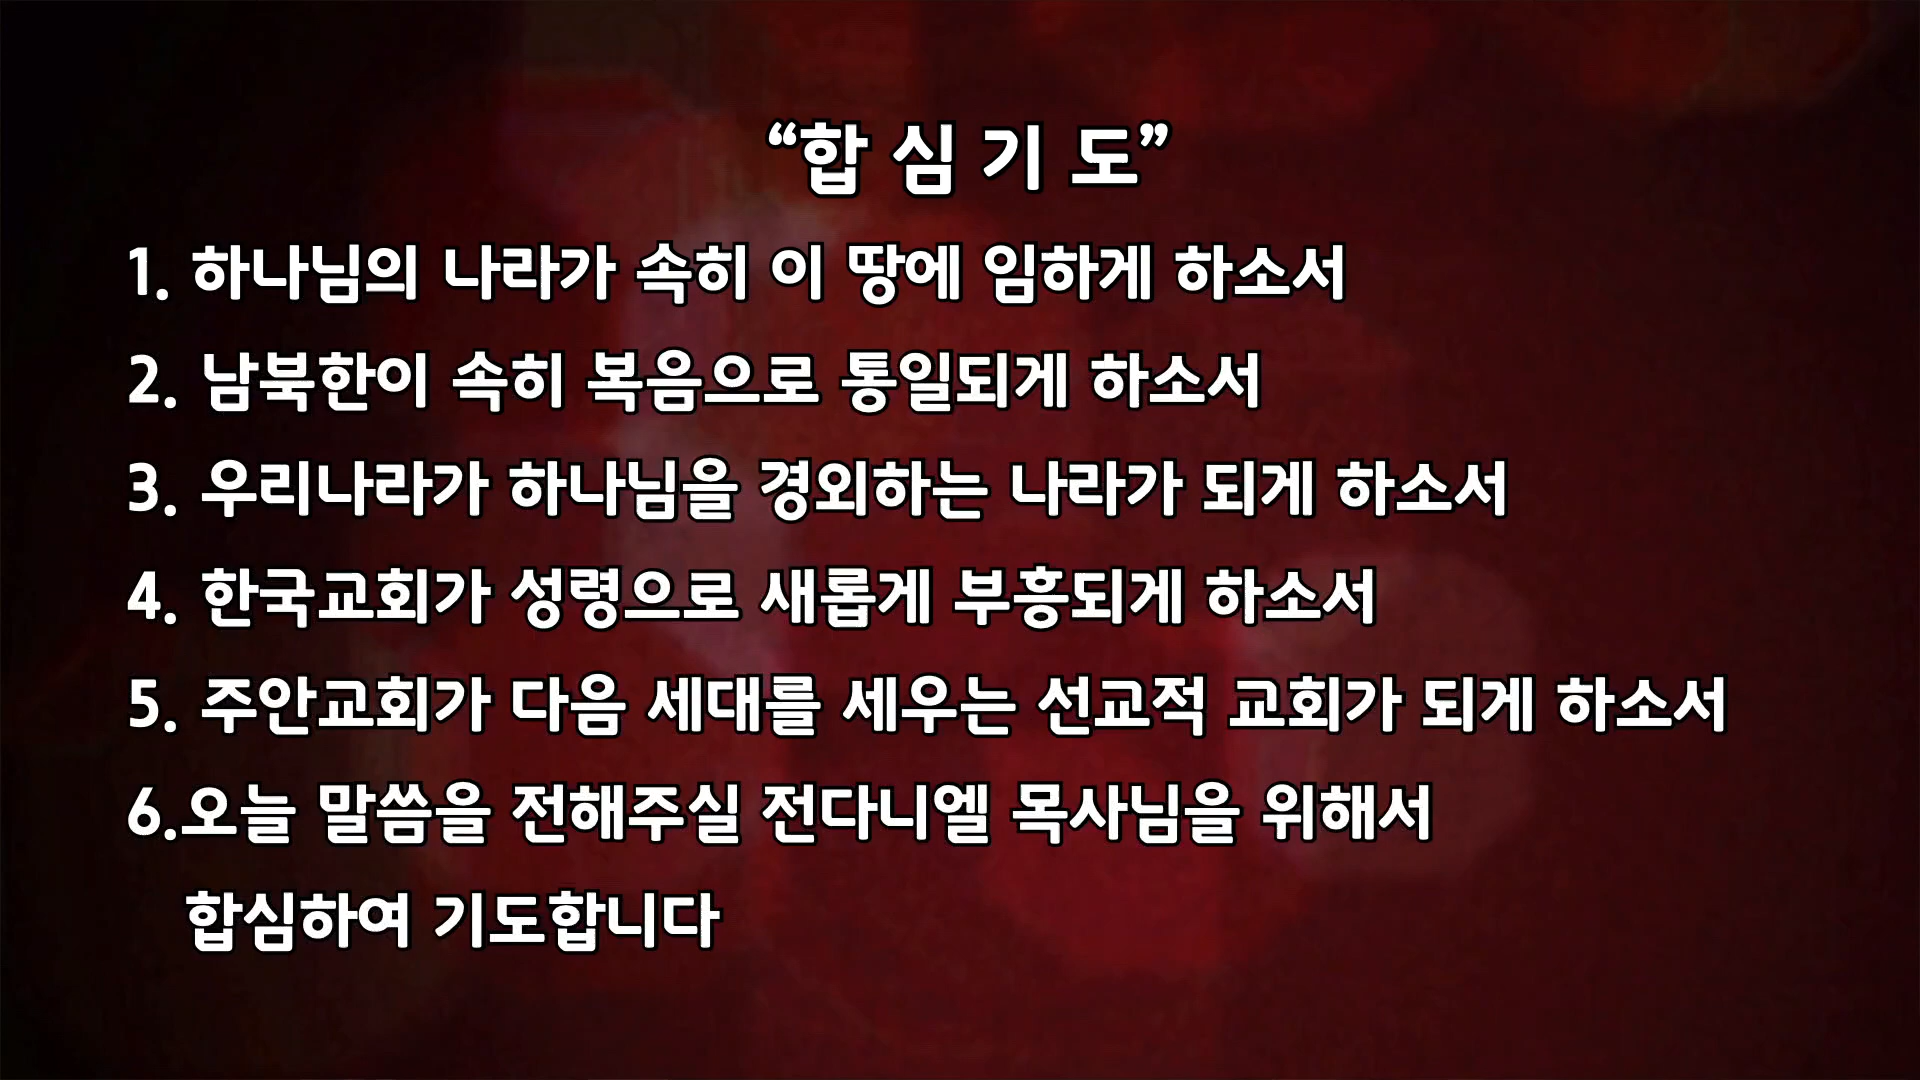 “합 심 기 도”
1. 하나님의 나라가 속히 이 땅에 임하게 하소서
2. 남북한이 속히 복음으로 통일되게 하소서
3. 우리나라가 하나님을 경외하는 나라가 되게 하소서
4. 한국교회가 성령으로 새롭게 부흥되게 하소서
5. 주안교회가 다음 세대를 세우는 선교적 교회가 되게 하소서
6.오늘 말씀을 전해주실 전다니엘 목사님을 위해서
합심하여 기도합니다